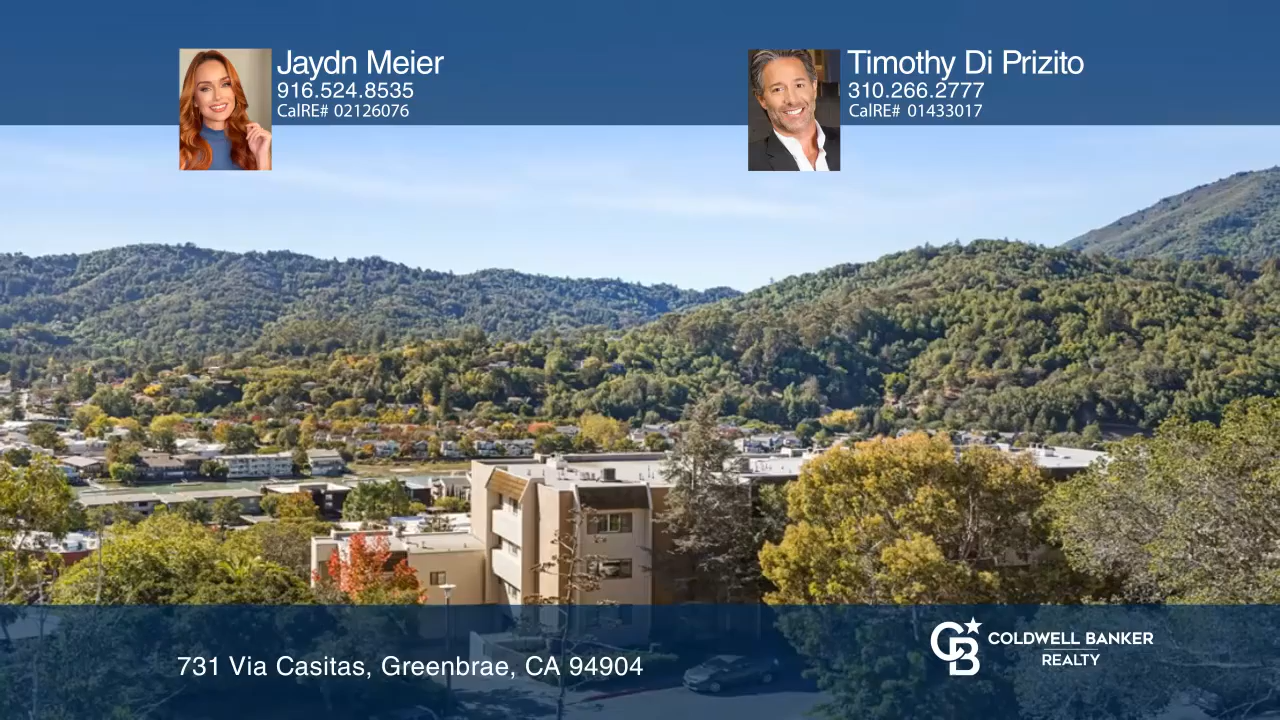 Jaydn Meier
916.524.8535
CalRE# 02126076
Timothy Di Prizito
310.266.2777
CalRE# 01433017
731 Via Casitas, Greenbrae, CA 94904
CB
COLDWELL BANKER
REALTY